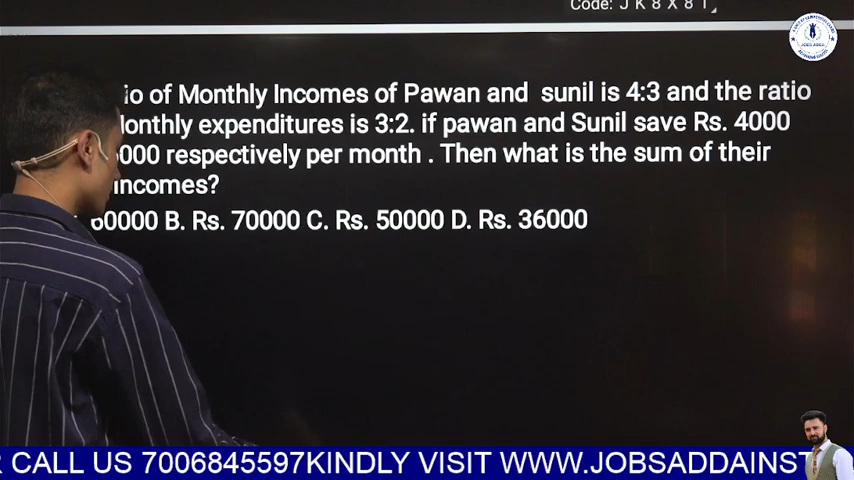 Code: J K 8 X 8 1
io of Monthly Incomes of Pawan and sunil is 4:3 and the ratio
onthly expenditures is 3:2. if pawan and Sunil save Rs. 4000
000 respectively per month . Then what is the sum of their
incomes?
60000 B. Rs. 70000 C. Rs. 50000 D. Rs. 36000
CALL US 7006845597KINDLY VISIT WWW.JOBSADDAINST